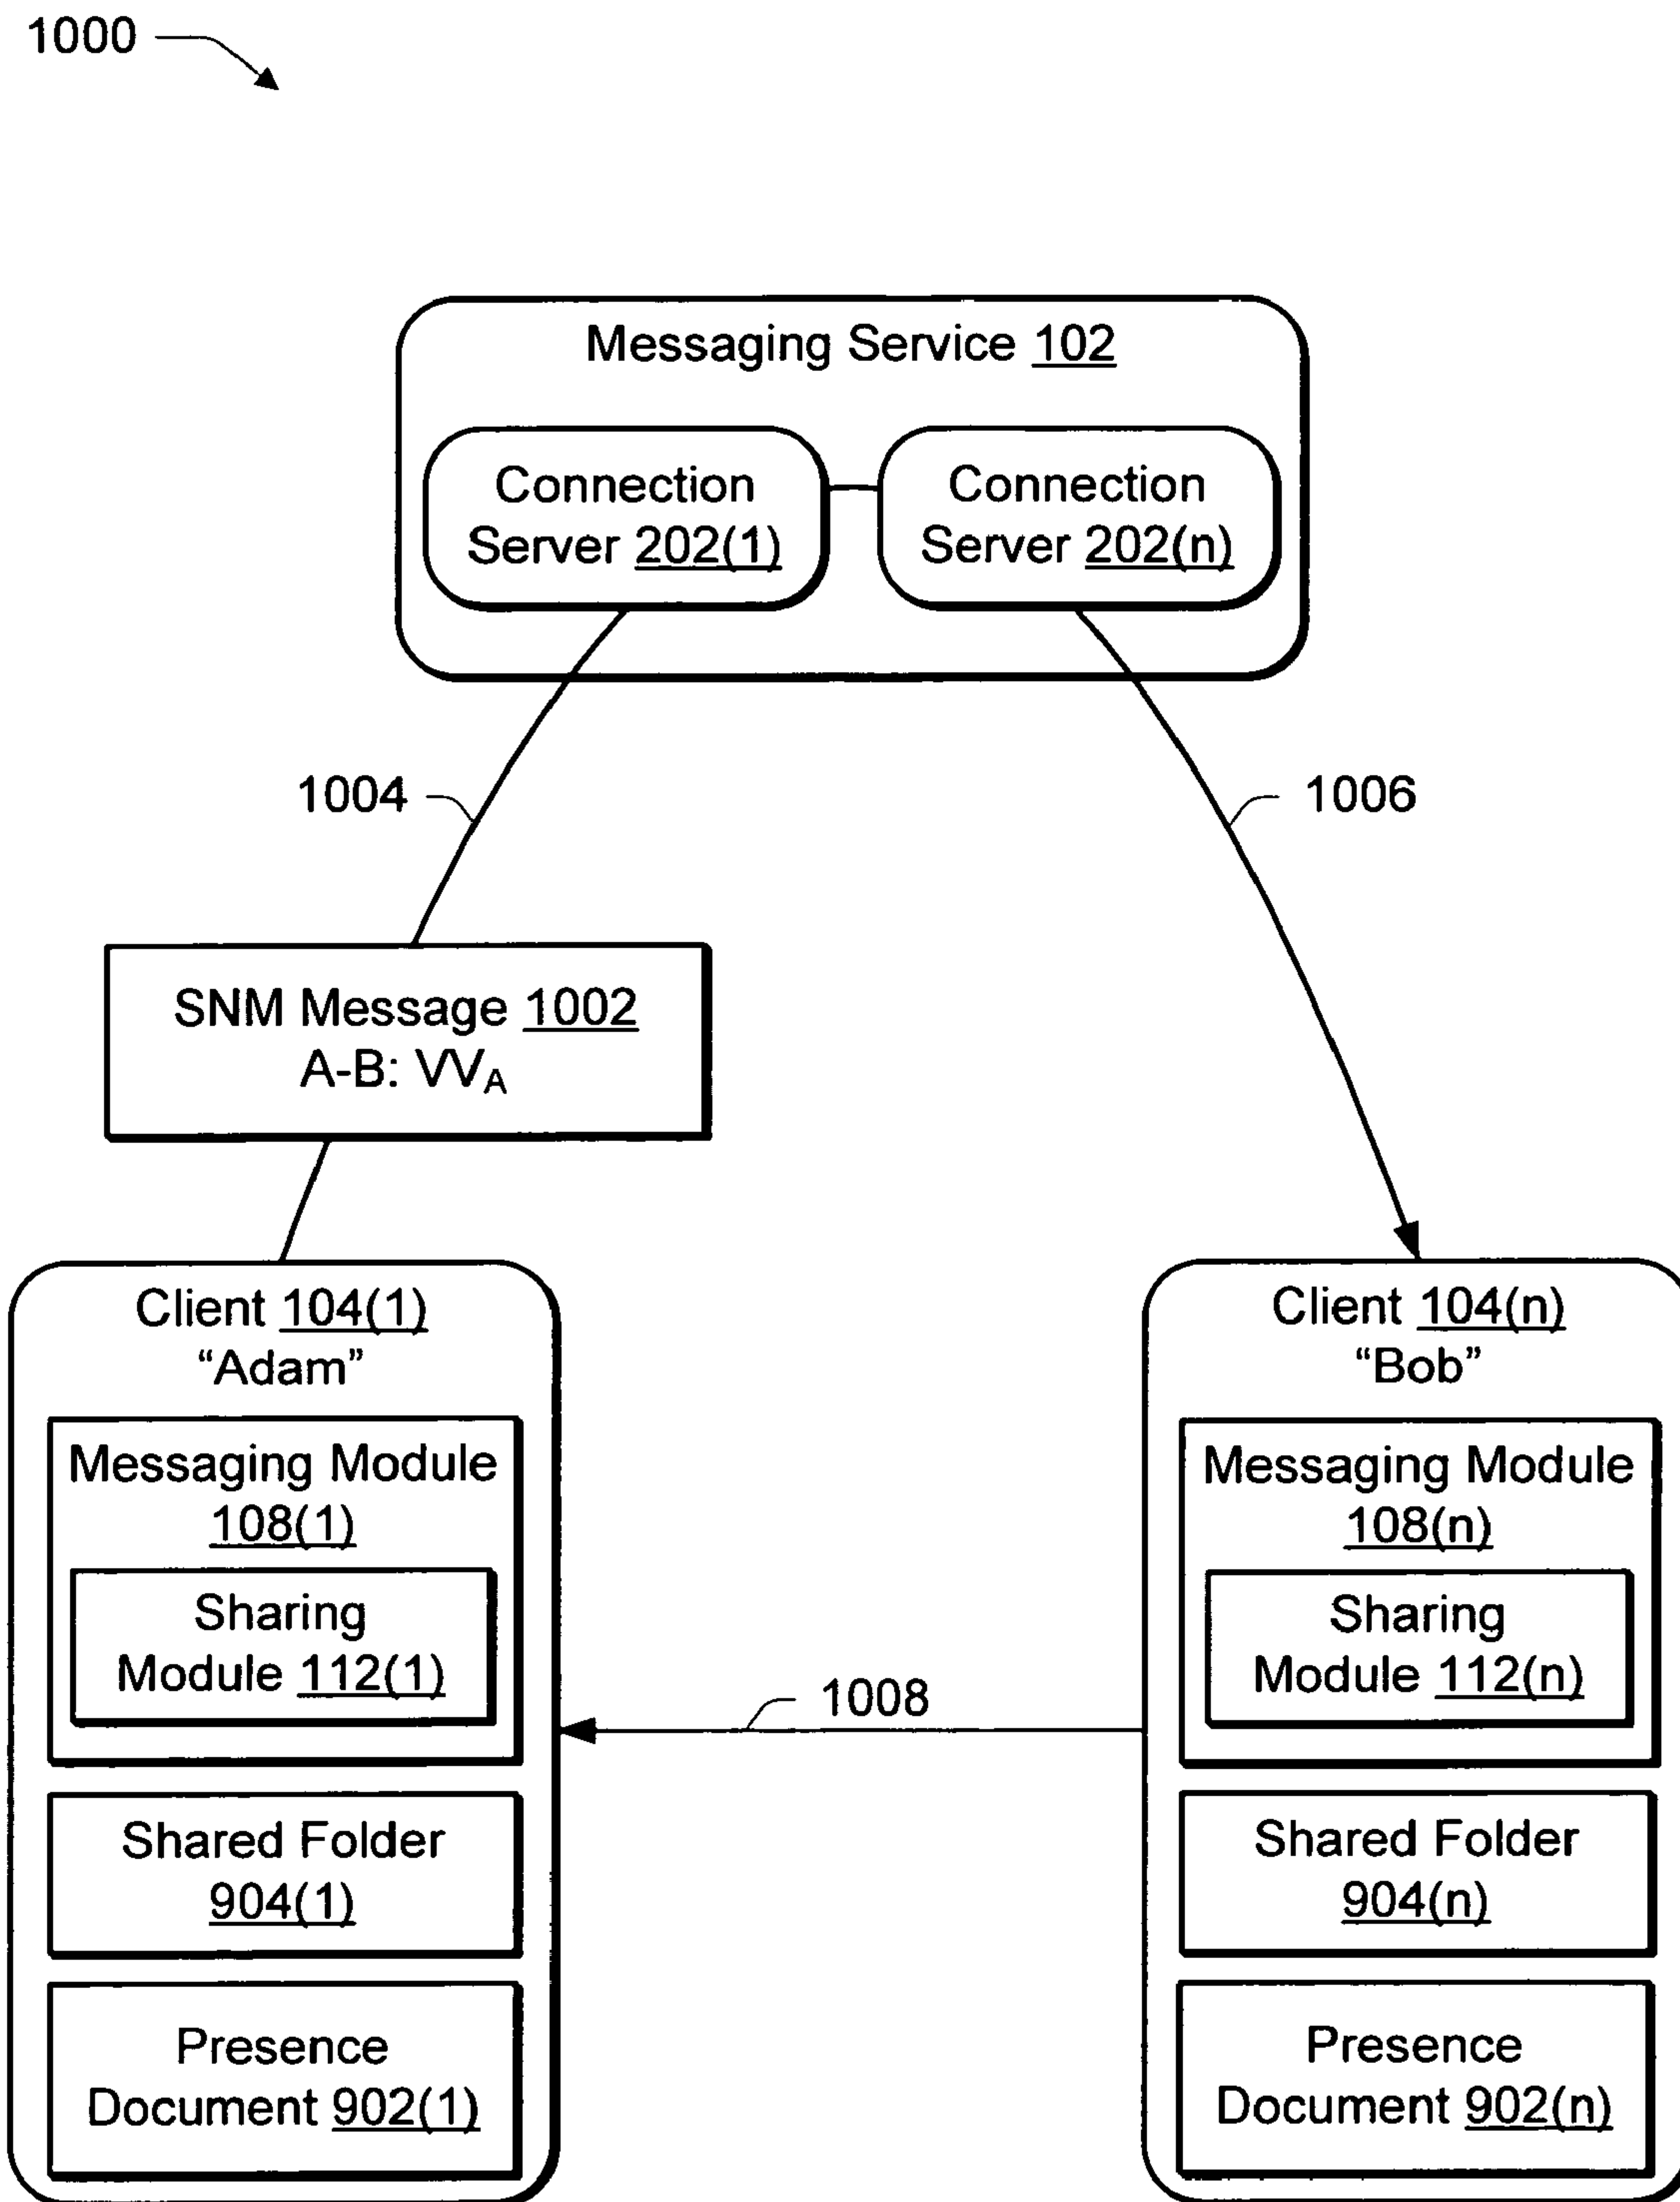 1000
Messaging Service 102
Connection
Server 202(1)
Connection
Server 202(n)
1004
1006
SNM Message 1002
A-B: VVA
Client 104(1)
“Adam”
Messaging Module
108(1)
Sharing
Module 112(1)
Shared Folder
904(1)
Presence
Document 902(1)
1008
Client 104(n)
“Bob”
Messaging Module
108(n)
Sharing
Module 112(n)
Shared Folder
904(n)
Presence
Document 902(n)